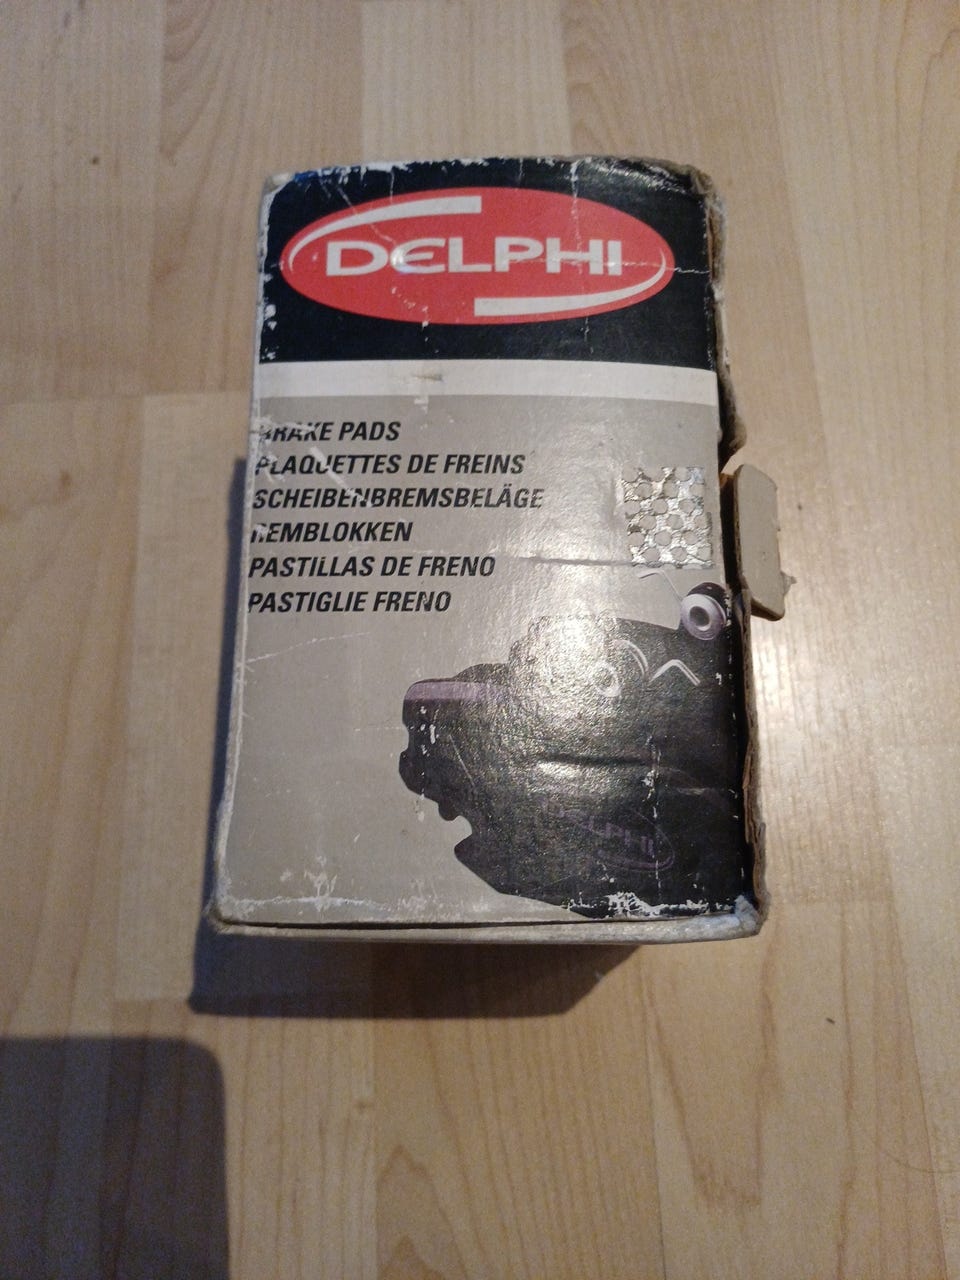 DELPHI
BRAKE PADS
PLAQUETTES DE FREINS
SCHEIBENBREMSBELÄGE
REMBLOKKEN
PASTILLAS DE FRENO
PASTIGLIE FRENO
DELPHI